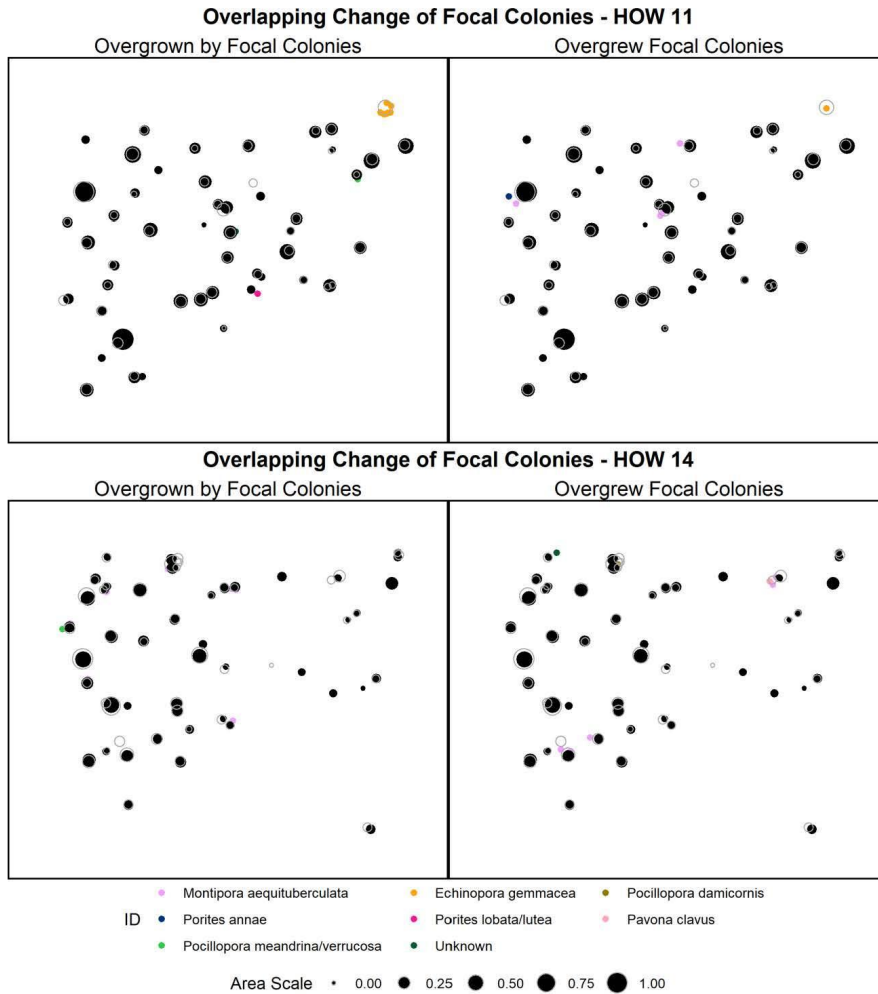 Overlapping Change of Focal Colonies - HOW 11
Overgrown by Focal Colonies
Overgrew Focal Colonies
Overlapping Change of Focal Colonies - HOW 14
Overgrown by Focal Colonies
Overgrew Focal Colonies
Montipora aequituberculata
Echinopora gemmacea
Pocillopora damicornis
ID
Porites annae
Porites lobata/lutea
Pavona clavus
Pocillopora meandrina/verrucosa
Unknown
Area Scale 0.00 0.25 0.50 0.75 1.00